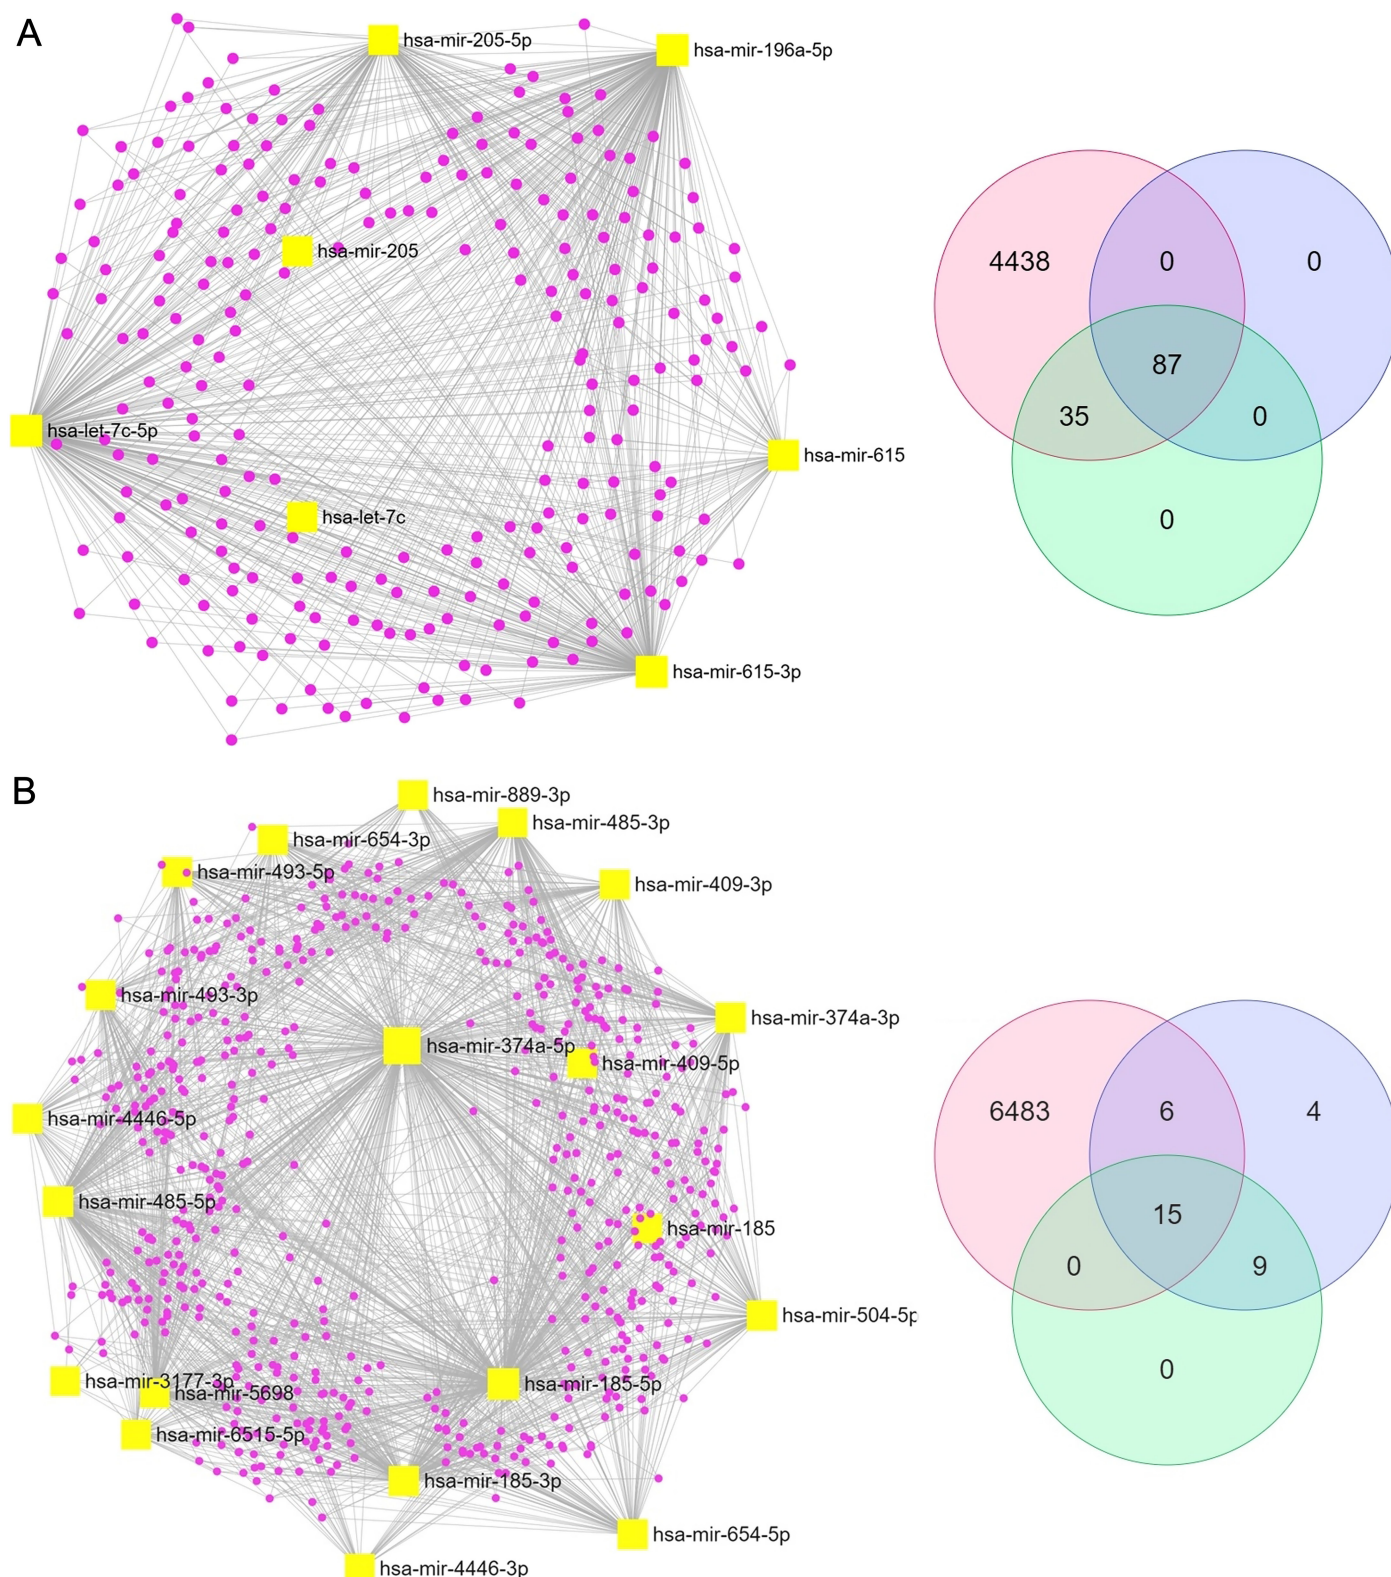 A
hsa-mir-205-5p
hsa-mir-196a-5p
hsa-mir-205
4438
0
0
87
hsa-let-7c-5p
35
0
hsa-mir-615
hsa-let-7c
0
hsa-mir-615-3p
B
hsa-mir-889-3p
hsa-mir-485-3p
hsa-mir-654-3p
hsa-mir-493-5p
hsa-mir-409-3p
hsa-mir-493-3p
hsa-mir-374a-3p
hsa-mir-374a-5p
hsa-mir-409-5p
hsa-mir-4446-5p
6483
6
4
hsa-mir-485-5p
15
hsa-mir-185
0
9
hsa-mir-504-5p
hsa-mir-3177-3p
hsa-mir-5698
hsa-mir-185-5p
0
hsa-mir-6515-5p
hsa-mir-185-3p
hsa-mir-654-5p
hsa-mir-4446-3p